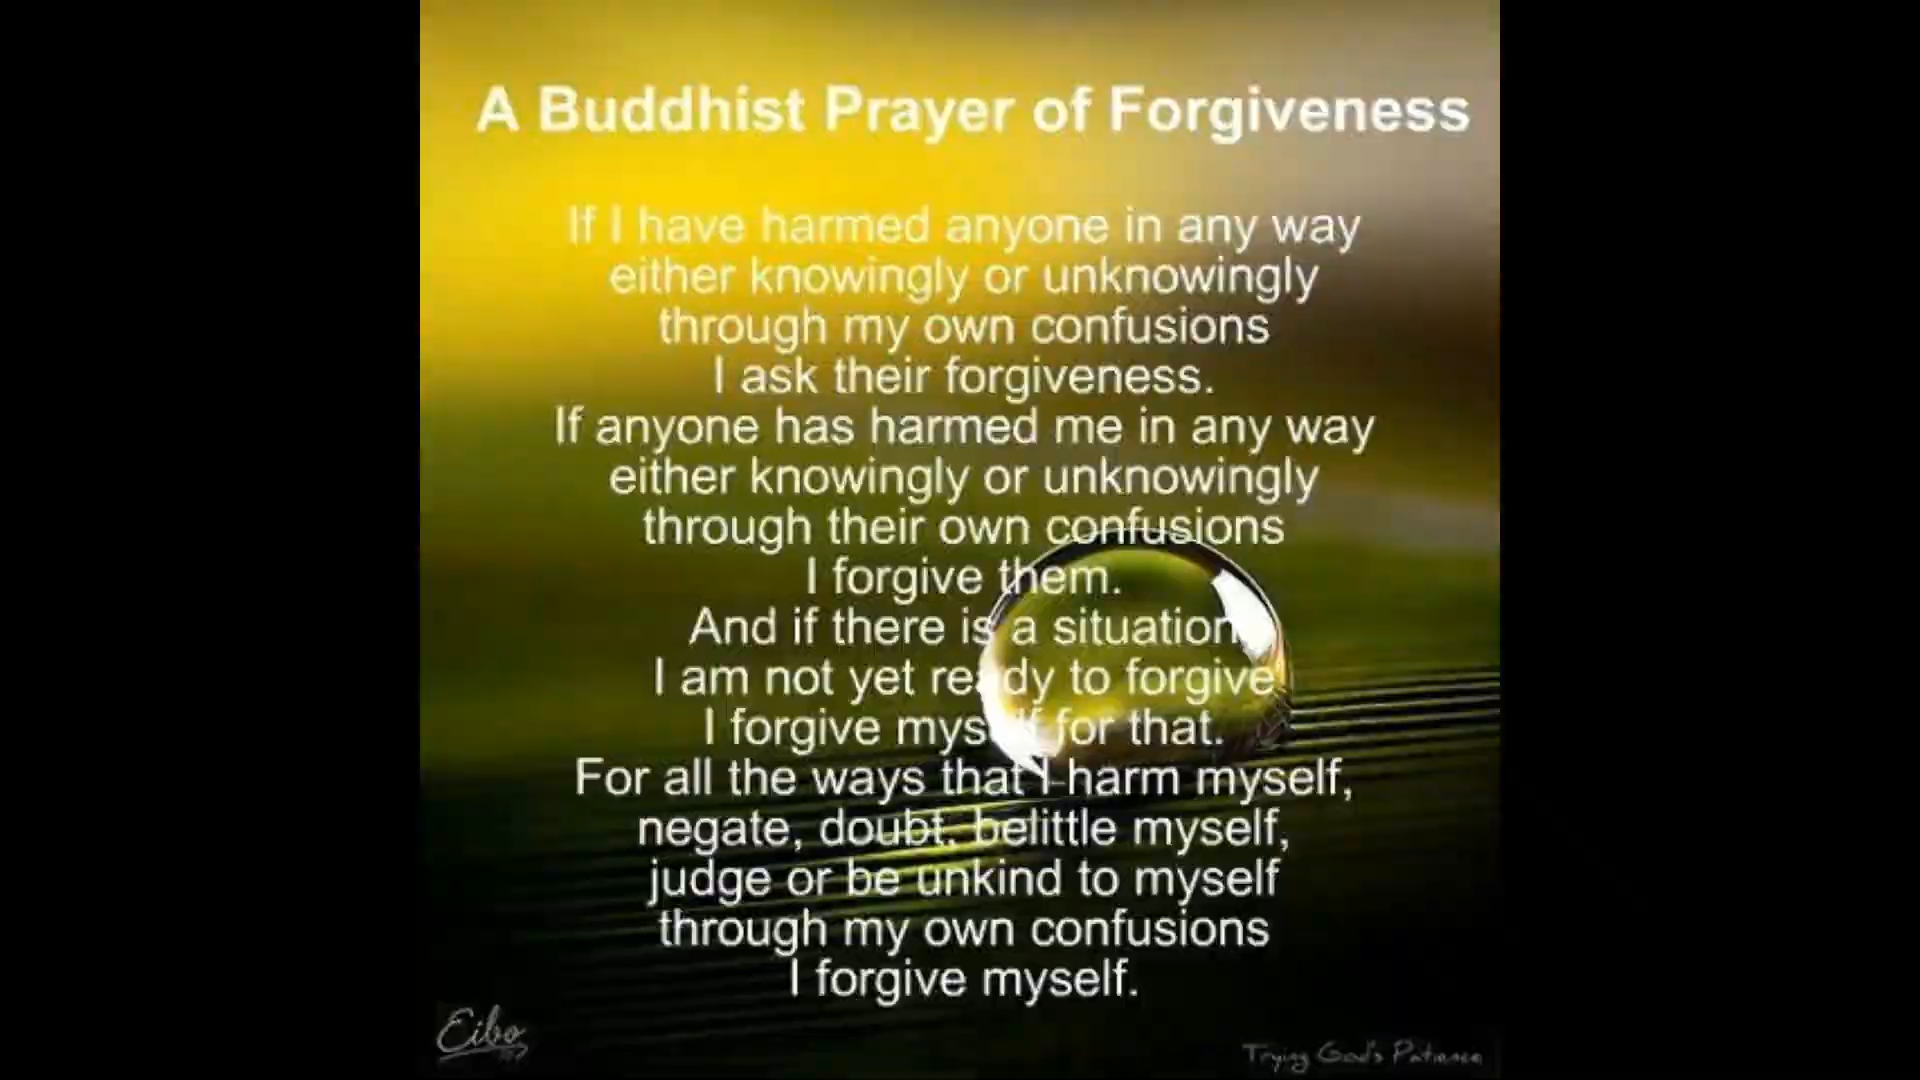 A Buddhist Prayer of Forgiveness
If I have harmed anyone in any way
either knowingly or unknowingly
through my own confusions
I ask their forgiveness.
If anyone has harmed me in any way
either knowingly or unknowingly
through their own confusions
I forgive them.
And if there is a situation
I am not yet ready to forgive
I forgive myself for that.
For all the ways that I harm myself,
negate, doubt, belittle myself,
judge or be unkind to myself
through my own confusions
I forgive myself.
Eibo
Trying God's Patience